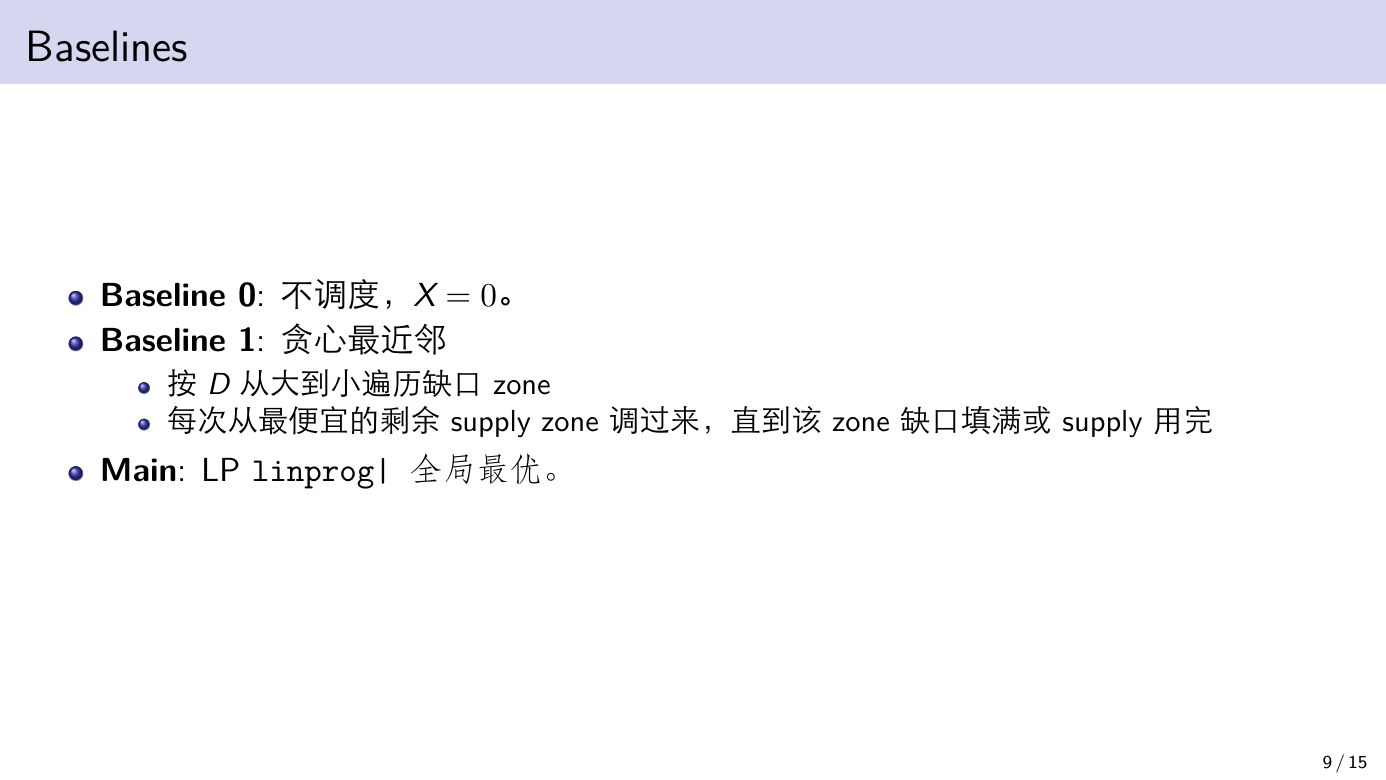 Baselines
Baseline 0: 不调度，X = 0。
Baseline 1: 贪心最近邻
按 D 从大到小遍历缺口 zone
每次从最便宜的剩余 supply zone 调过来，直到该 zone 缺口填满或 supply 用完
Main: LP linprog| 全局最优。
9 / 15